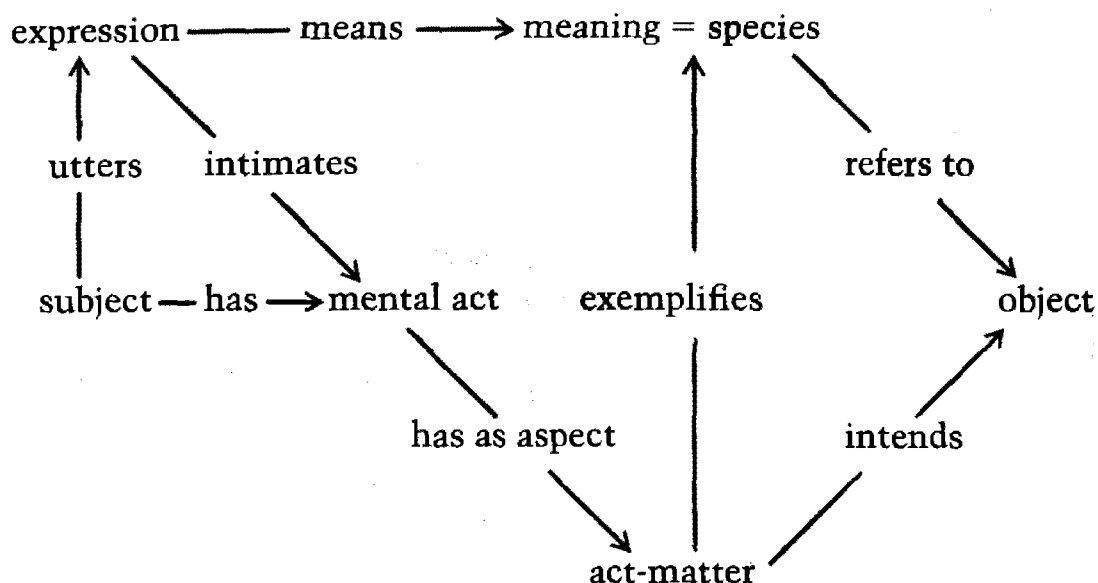 expression means meaning = species
utters intimates refers to
subject has mental act exemplifies object
has as aspect intends
act-matter